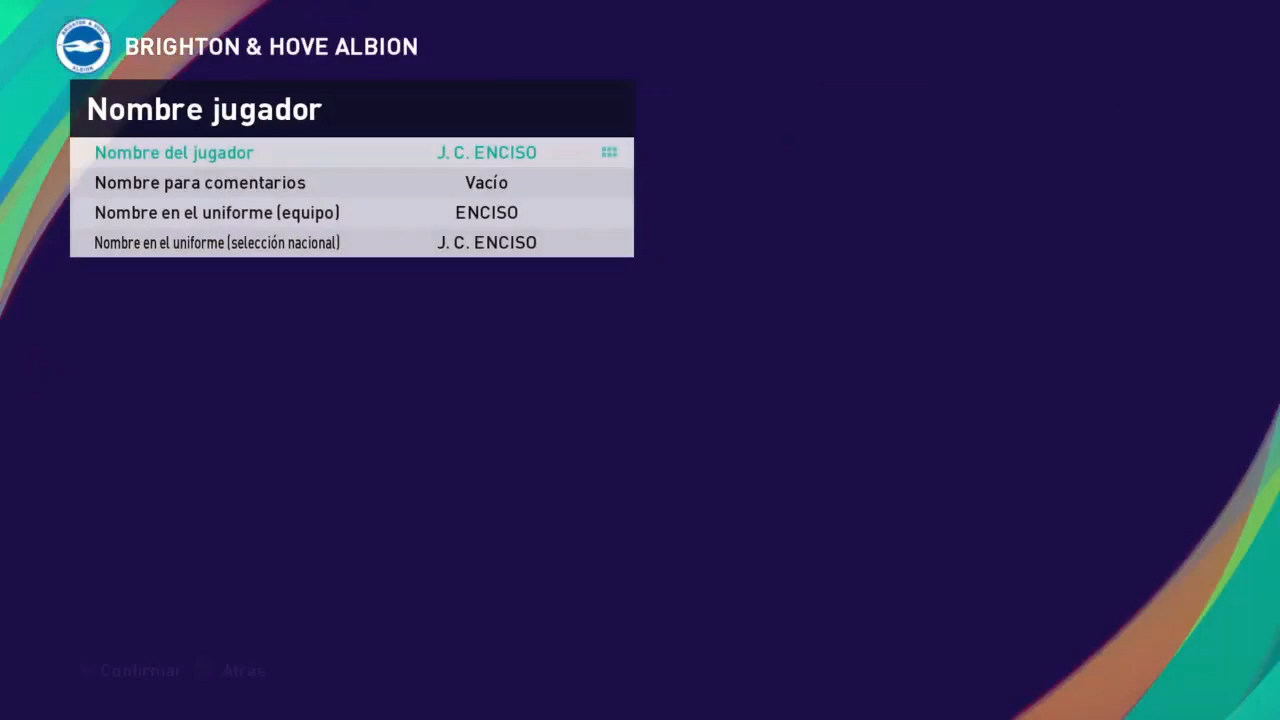 BRIGHTON & HOVE ALBION
Nombre jugador
Nombre del jugador J. C. ENCISO
Nombre para comentarios Vacío
Nombre en el uniforme (equipo) ENCISO
Nombre en el uniforme (selección nacional) J. C. ENCISO
Confirmar Atrás